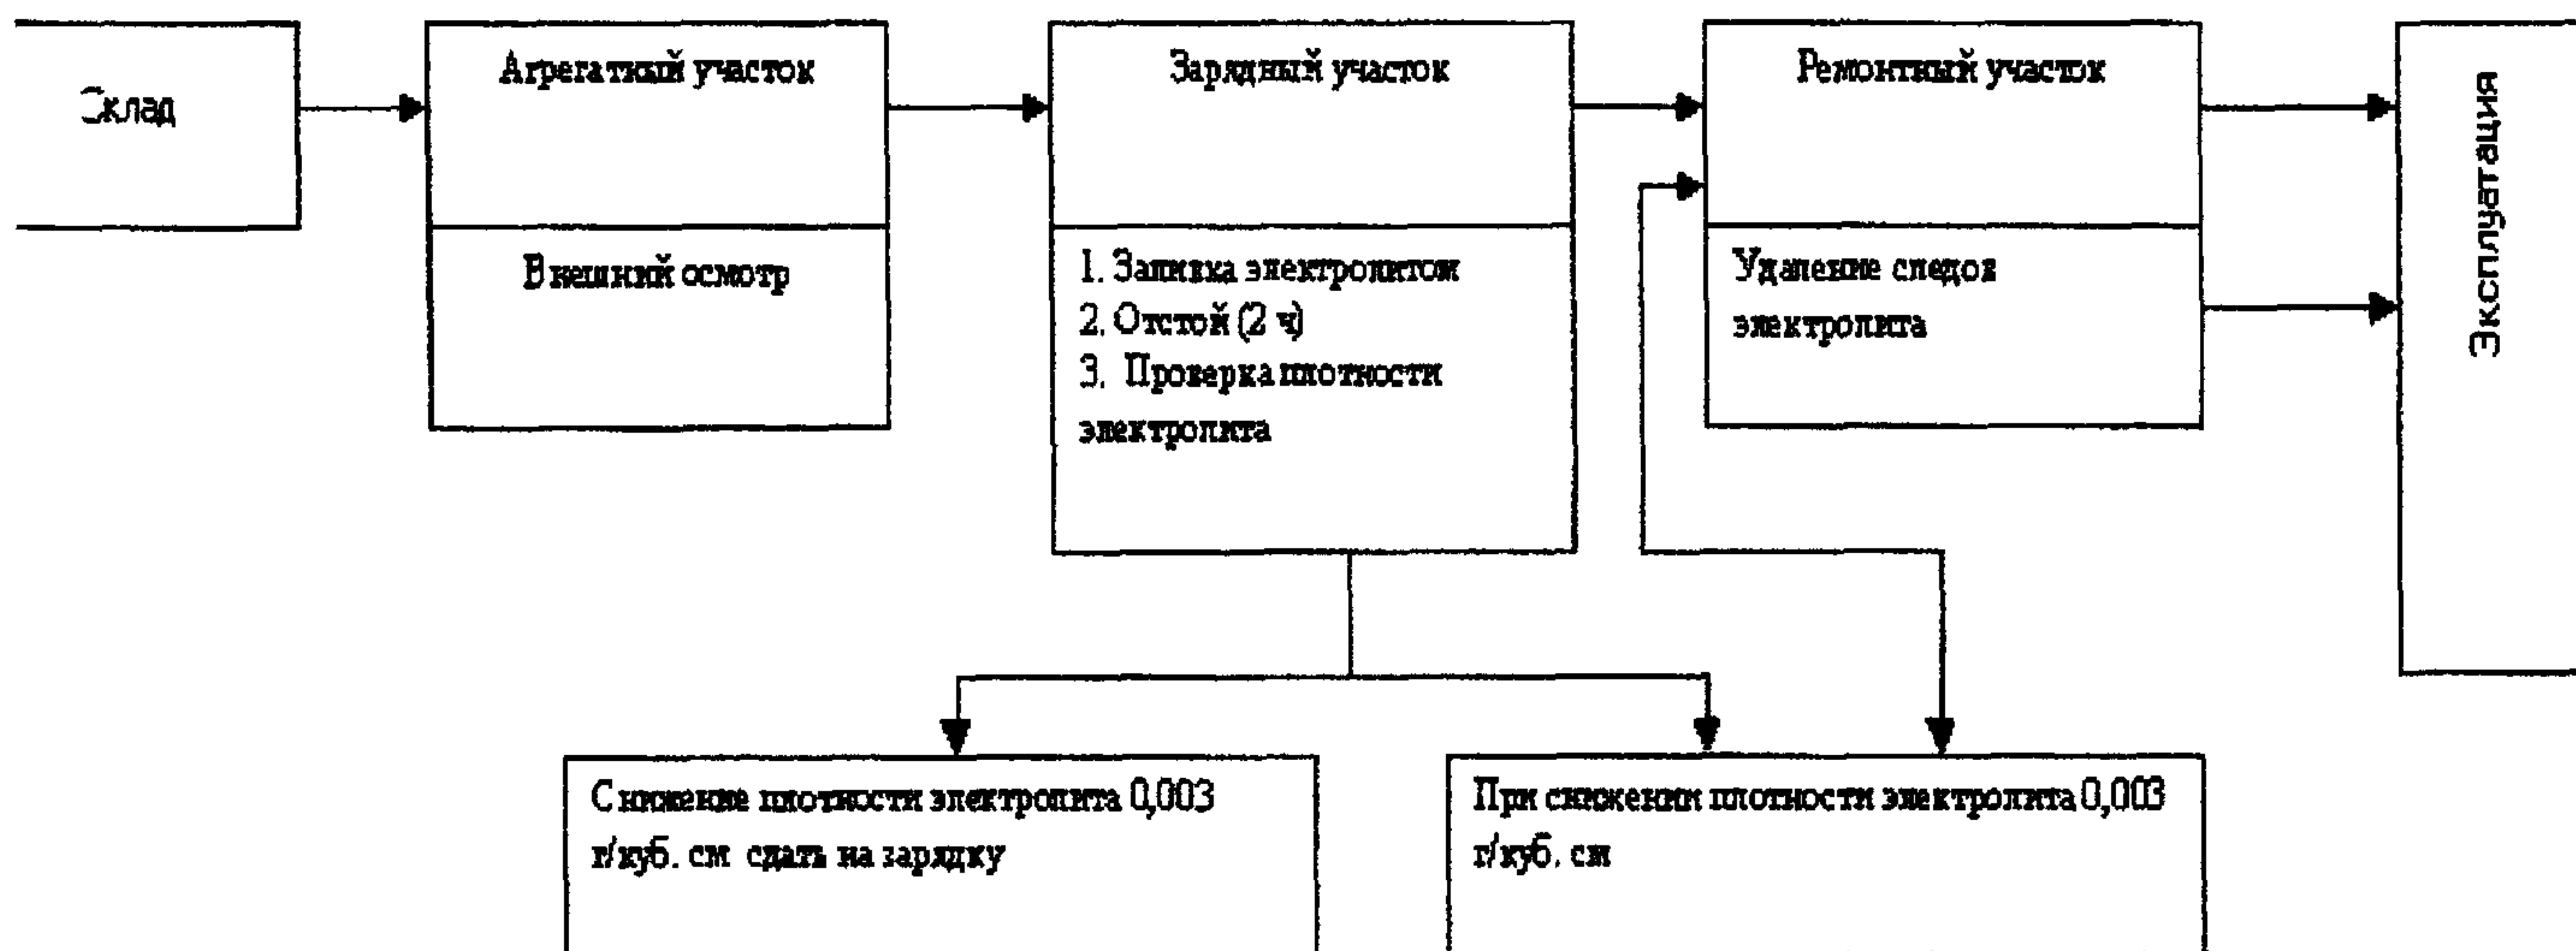 Склад
Агрегатный участок
Внешний осмотр
Зарядный участок
1. Заливка электролитом
2. Отстой (2 ч)
3. Проверка плотности
электролита
Ремонтный участок
Удаление следов
электролита
Эксплуатация
Снижение плотности электролита 0,003
г/куб. см сдать на зарядку
При снижении плотности электролита 0,003
г/куб. см